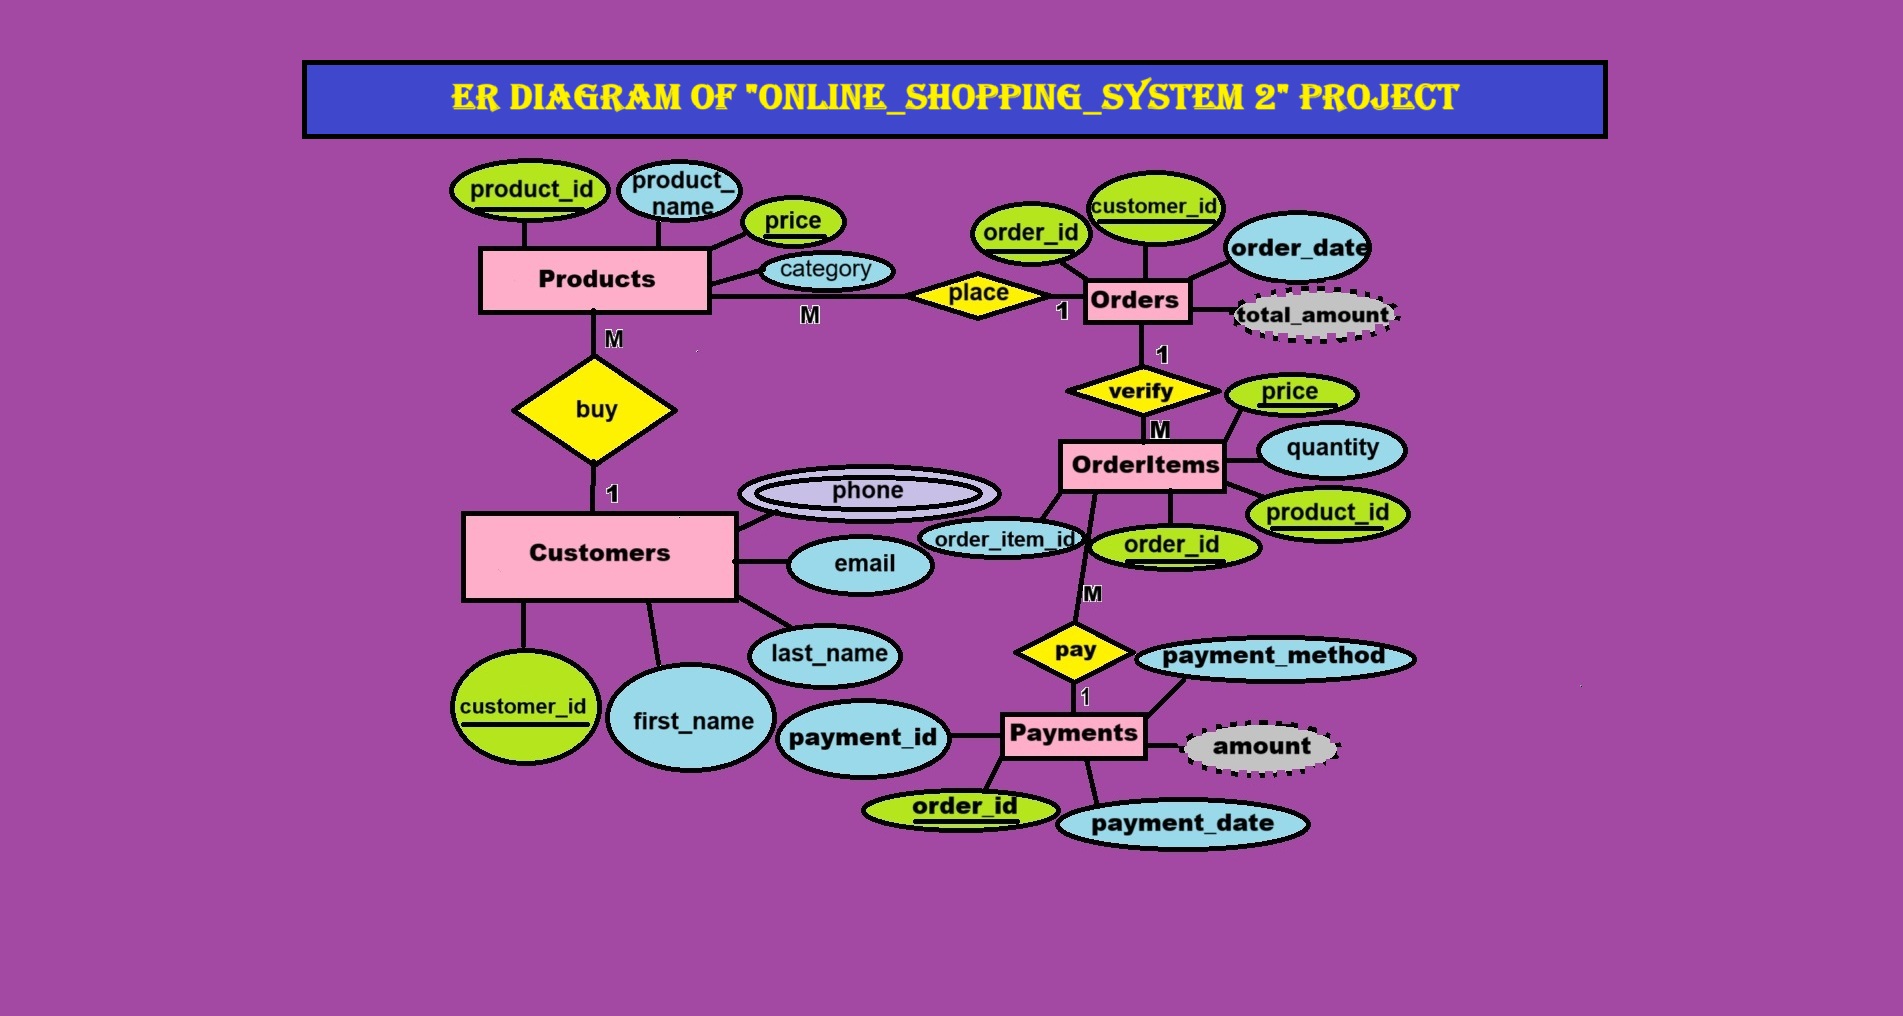 ER DIAGRAM OF "ONLINE_SHOPPING_SYSTEM 2" PROJECT
product_id
product_
name
price
category
Products
M
place
1
order_id
customer_id
order_date
Orders
total_amount
M
buy
1
1
verify
M
price
quantity
OrderItems
product_id
order_item_id
order_id
phone
Customers
email
last_name
customer_id
first_name
M
pay
1
payment_method
payment_id
Payments
amount
order_id
payment_date